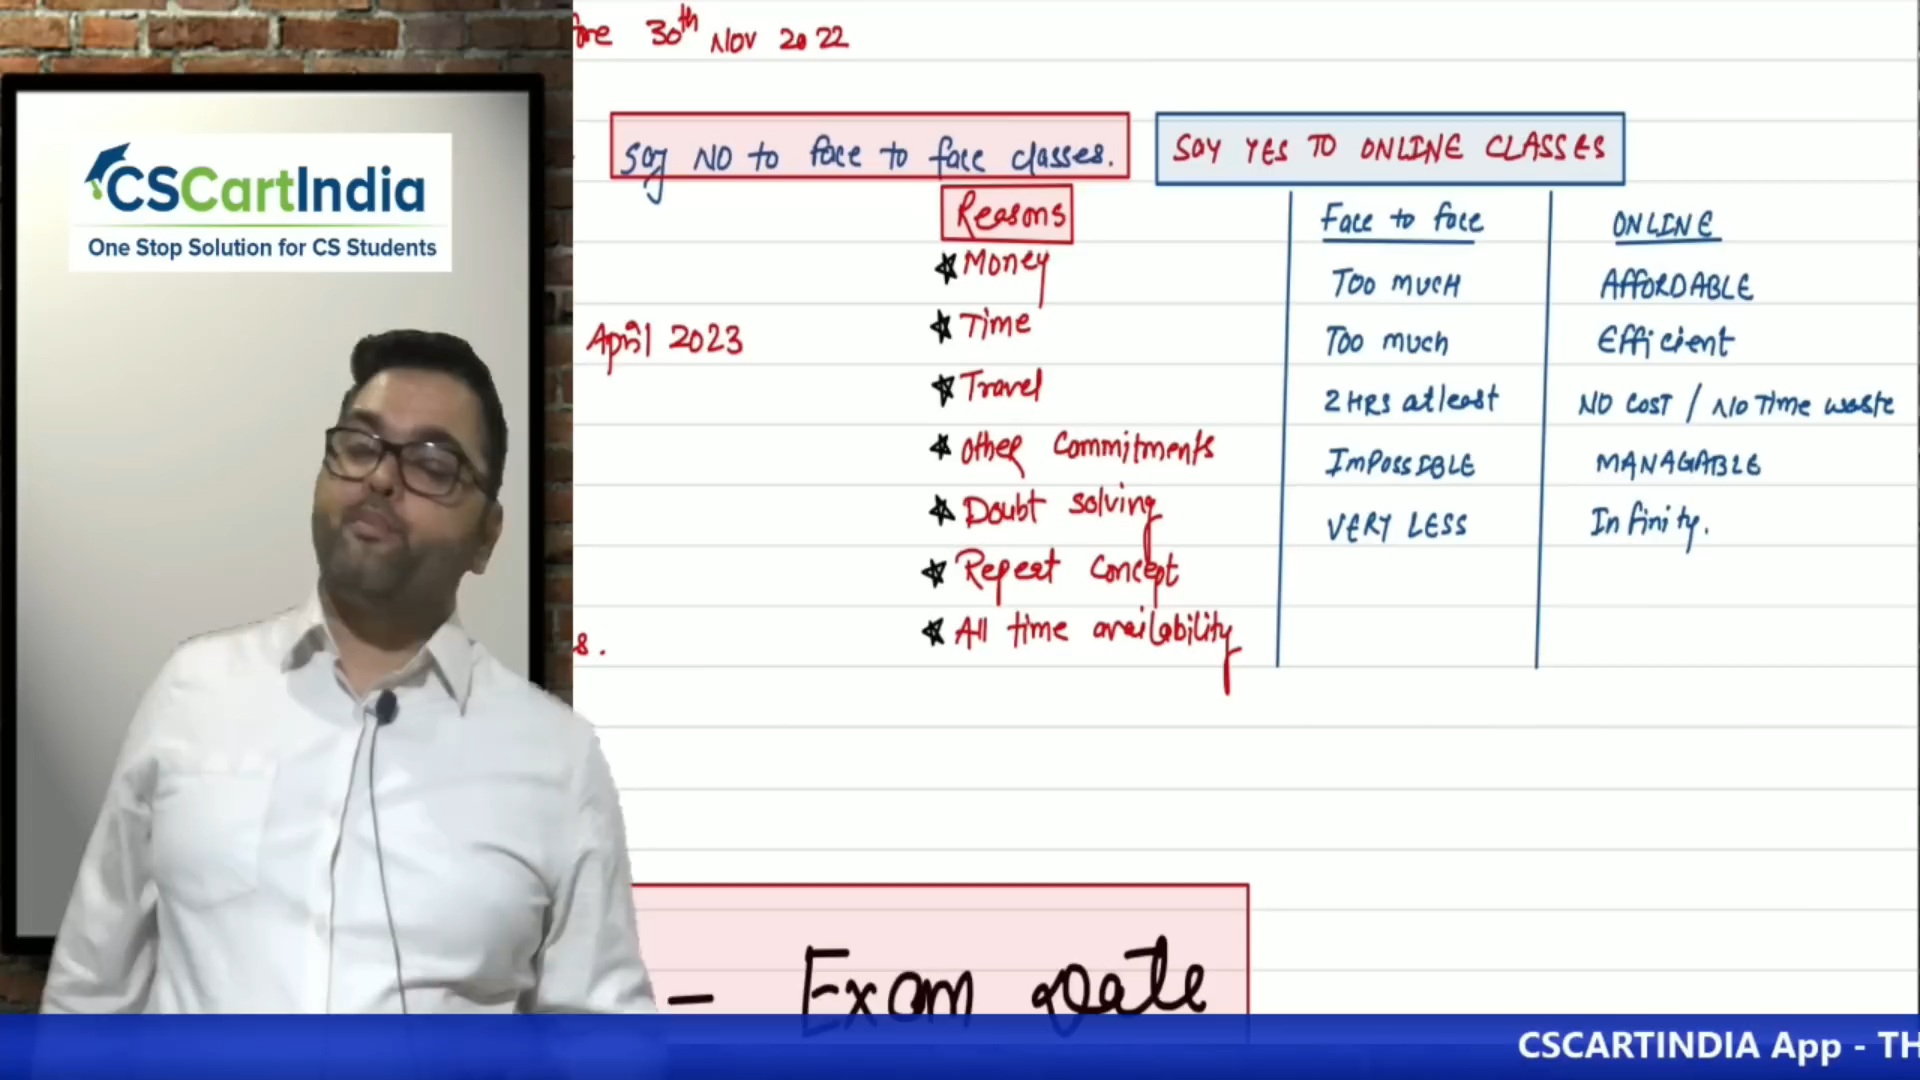 30th Nov 2022
CSCartIndia
One Stop Solution for CS Students
Say NO to face to face classes.
SAY YES TO ONLINE CLASSES
Reasons
Face to face ONLINE
★ Money TOO MUCH AFFORDABLE
★ Time Too much Efficient
April 2023
★ Travel 2 HRS atleast NO COST / NO Time waste
★ Other Commitments ImPOSSIBLE MANAGABLE
★ Doubt solving VERY LESS Infinity.
★ Repeat Concept
★ All time availability
s.
- Exam Date
CSCARTINDIA App - TH